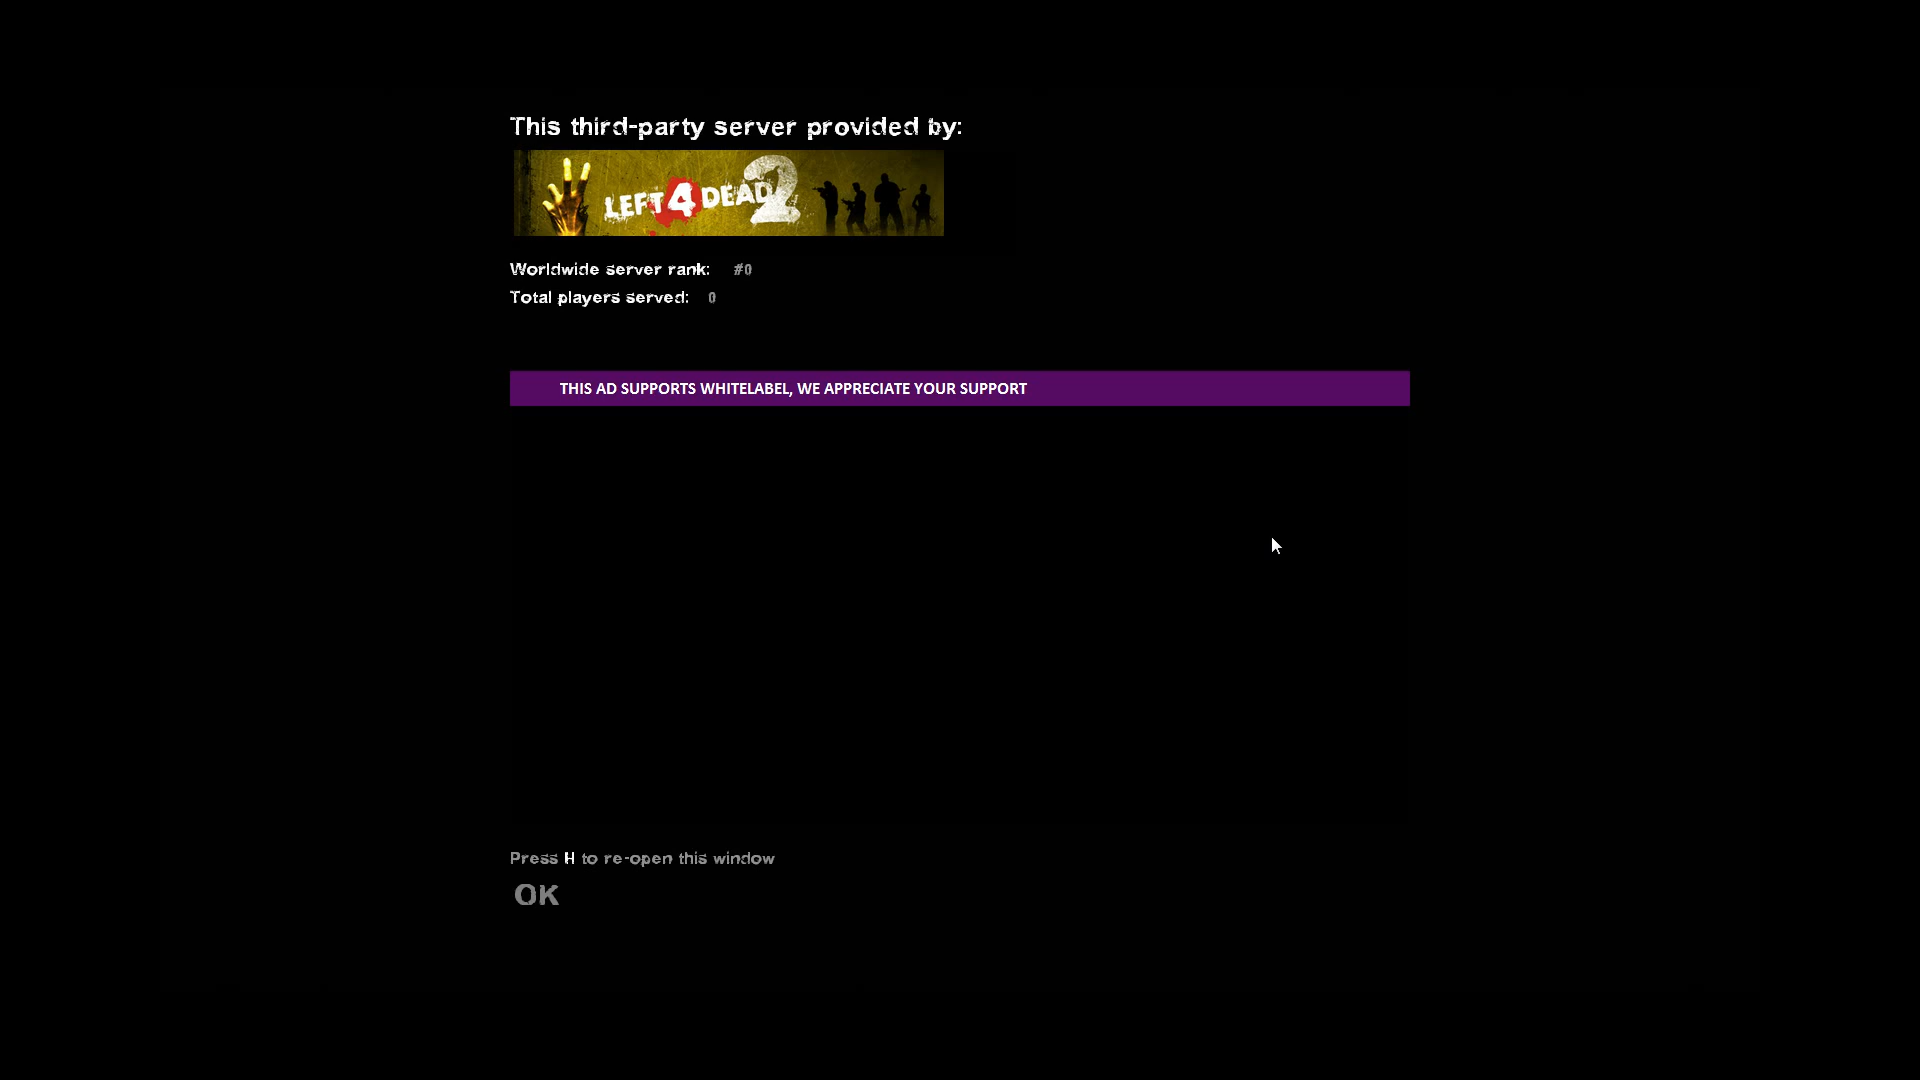 This third-party server provided by:
LEFT 4 DEAD 2
Worldwide server rank: #0
Total players served: 0
THIS AD SUPPORTS WHITELABEL, WE APPRECIATE YOUR SUPPORT
Press H to re-open this window
OK